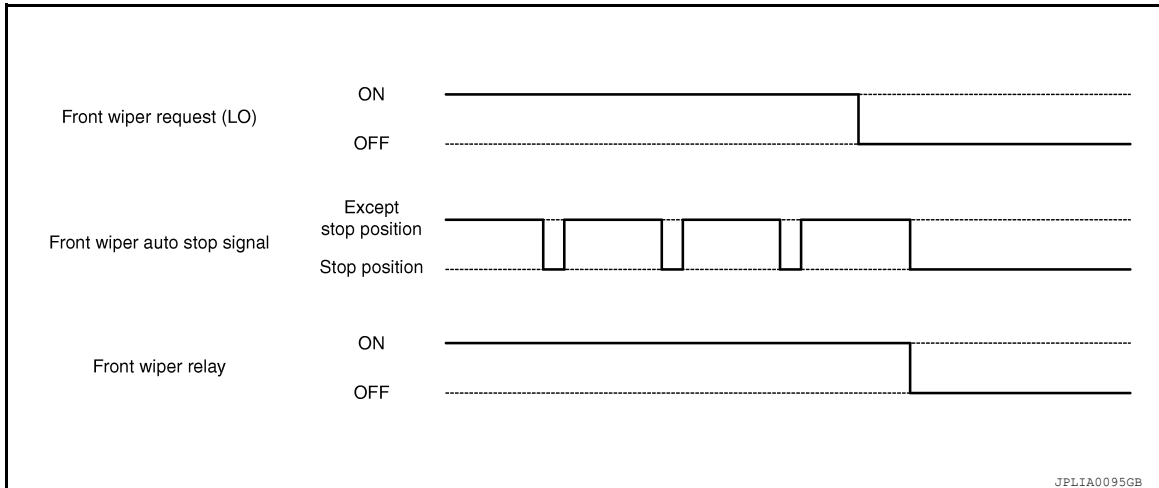 ON
Front wiper request (LO)
OFF
Except
stop position
Front wiper auto stop signal
Stop position
ON
Front wiper relay
OFF
JPLIA0095GB